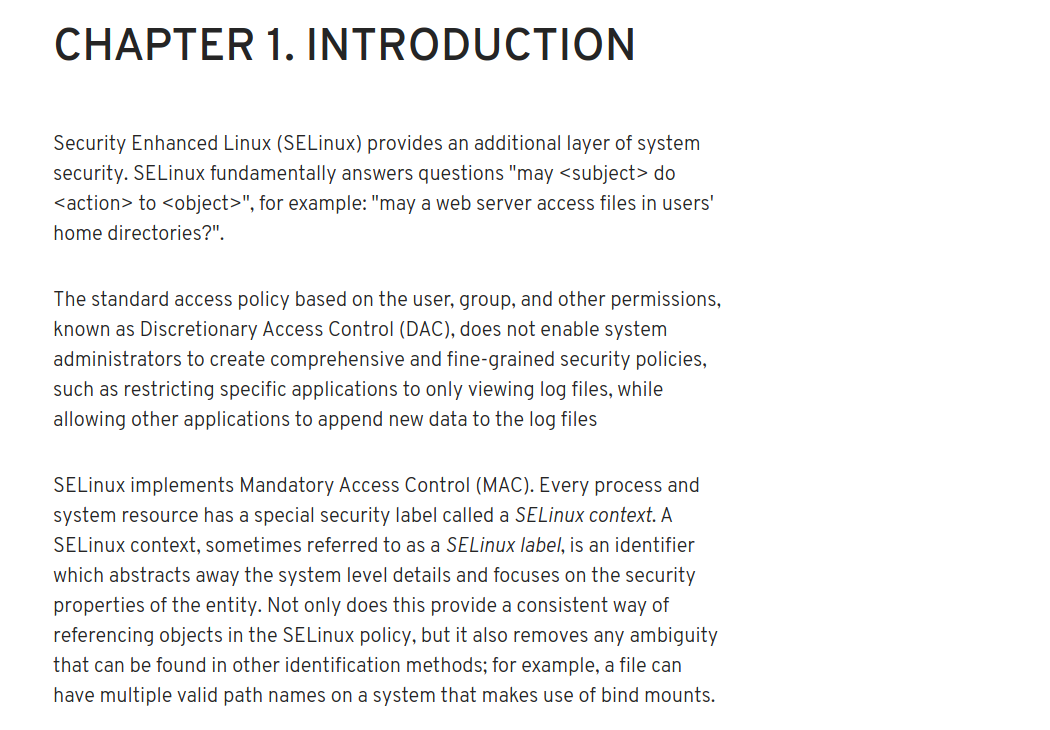 CHAPTER 1. INTRODUCTION
Security Enhanced Linux (SELinux) provides an additional layer of system
security. SELinux fundamentally answers questions "may <subject> do
<action> to <object>", for example: "may a web server access files in users'
home directories?".
The standard access policy based on the user, group, and other permissions,
known as Discretionary Access Control (DAC), does not enable system
administrators to create comprehensive and fine-grained security policies,
such as restricting specific applications to only viewing log files, while
allowing other applications to append new data to the log files
SELinux implements Mandatory Access Control (MAC). Every process and
system resource has a special security label called a SELinux context. A
SELinux context, sometimes referred to as a SELinux label, is an identifier
which abstracts away the system level details and focuses on the security
properties of the entity. Not only does this provide a consistent way of
referencing objects in the SELinux policy, but it also removes any ambiguity
that can be found in other identification methods; for example, a file can
have multiple valid path names on a system that makes use of bind mounts.